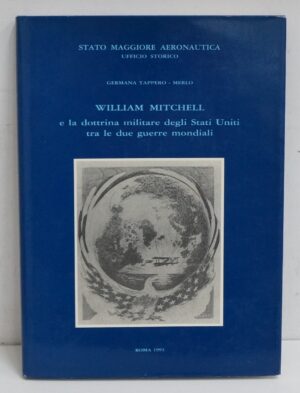 STATO MAGGIORE AERONAUTICA
UFFICIO STORICO
GERMANA TAPPERO - MERLO
WILLIAM MITCHELL
e la dottrina militare degli Stati Uniti
tra le due guerre mondiali
ROMA 1991